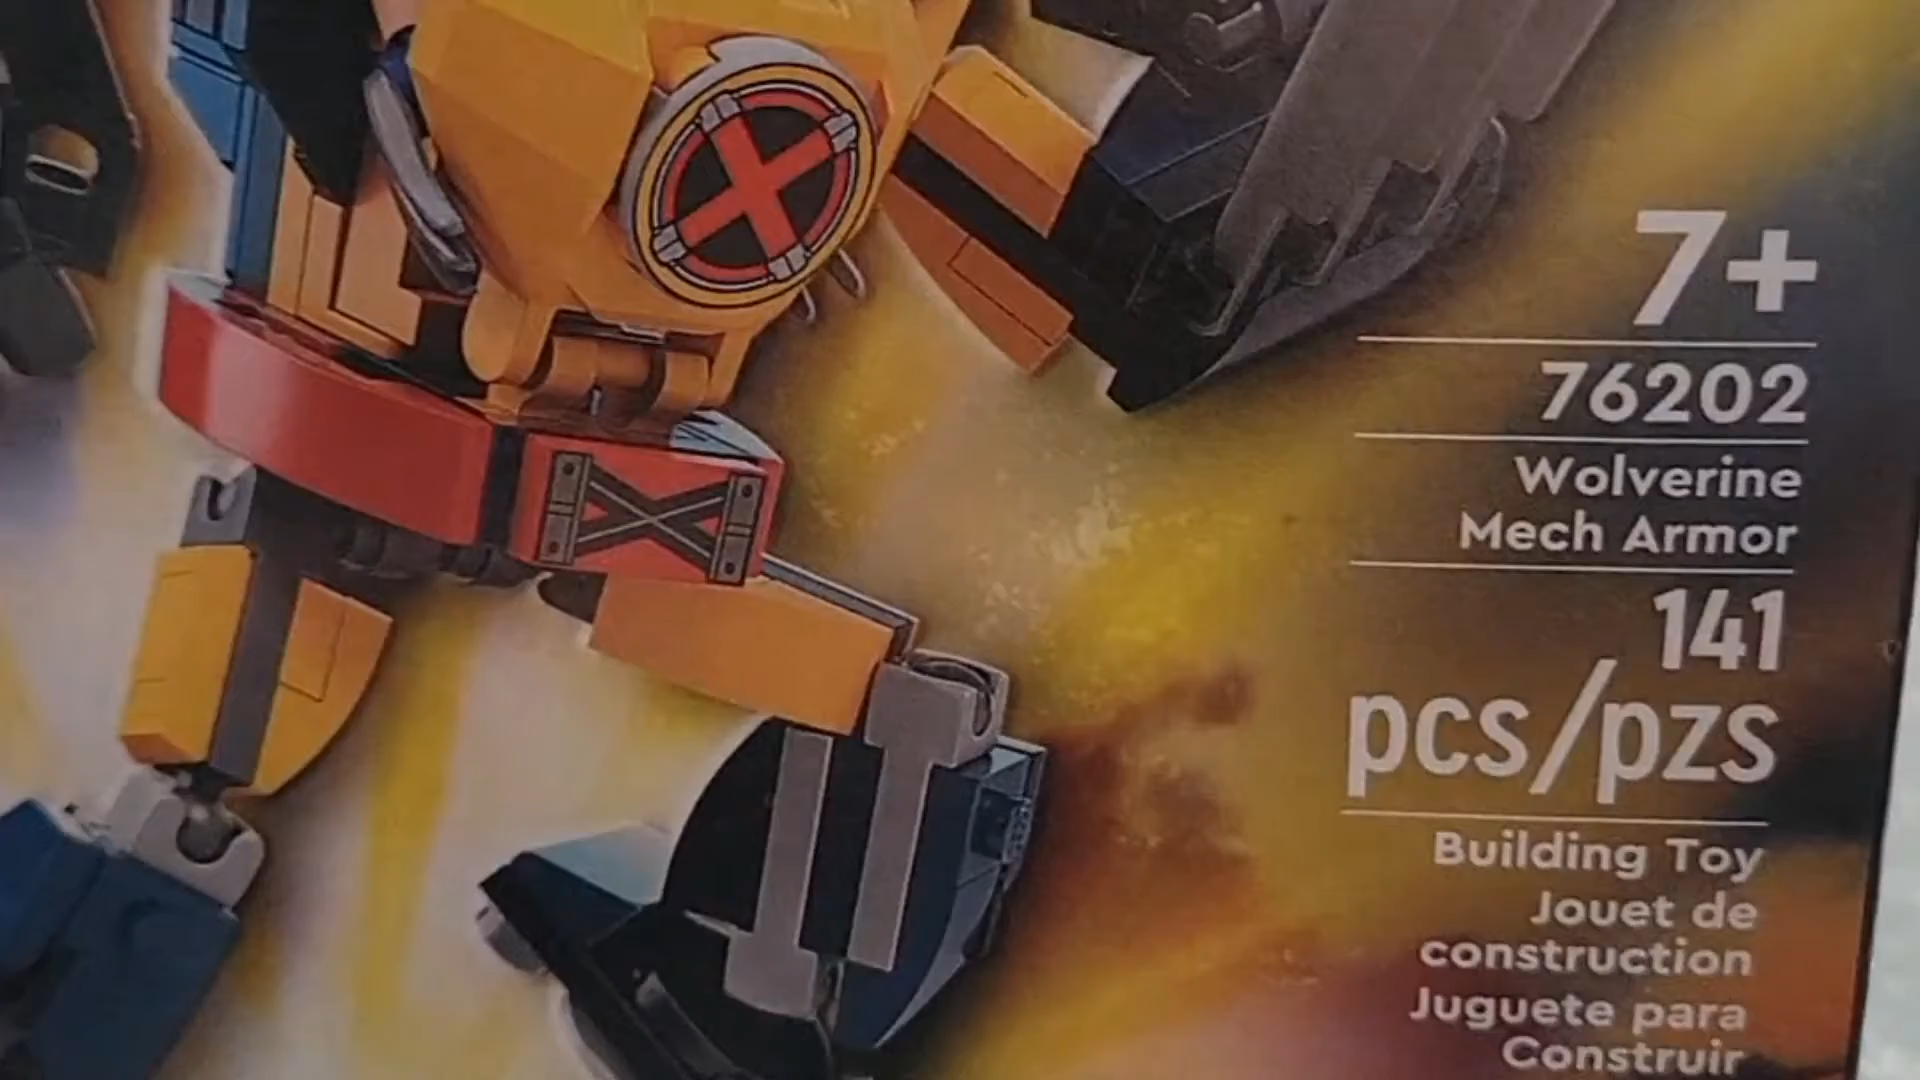 7+
76202
Wolverine
Mech Armor
141
pcs/pzs
Building Toy
Jouet de
construction
Juguete para
Construir